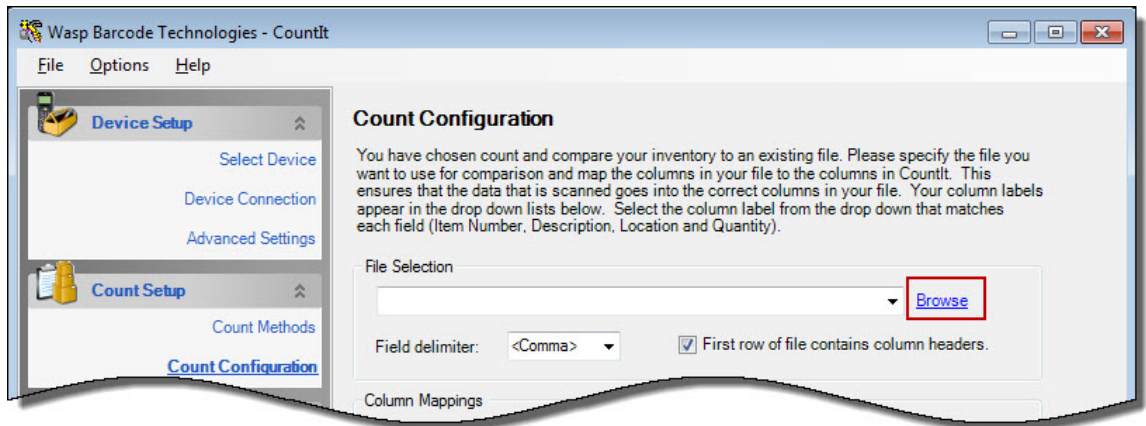 Wasp Barcode Technologies - CountIt
File Options Help
Device Setup
Select Device
Device Connection
Advanced Settings
Count Setup
Count Methods
Count Configuration
Count Configuration
You have chosen count and compare your inventory to an existing file. Please specify the file you
want to use for comparison and map the columns in your file to the columns in CountIt. This
ensures that the data that is scanned goes into the correct columns in your file. Your column labels
appear in the drop down lists below. Select the column label from the drop down that matches
each field (Item Number, Description, Location and Quantity).
File Selection
Browse
Field delimiter: <Comma> First row of file contains column headers.
Column Mappings